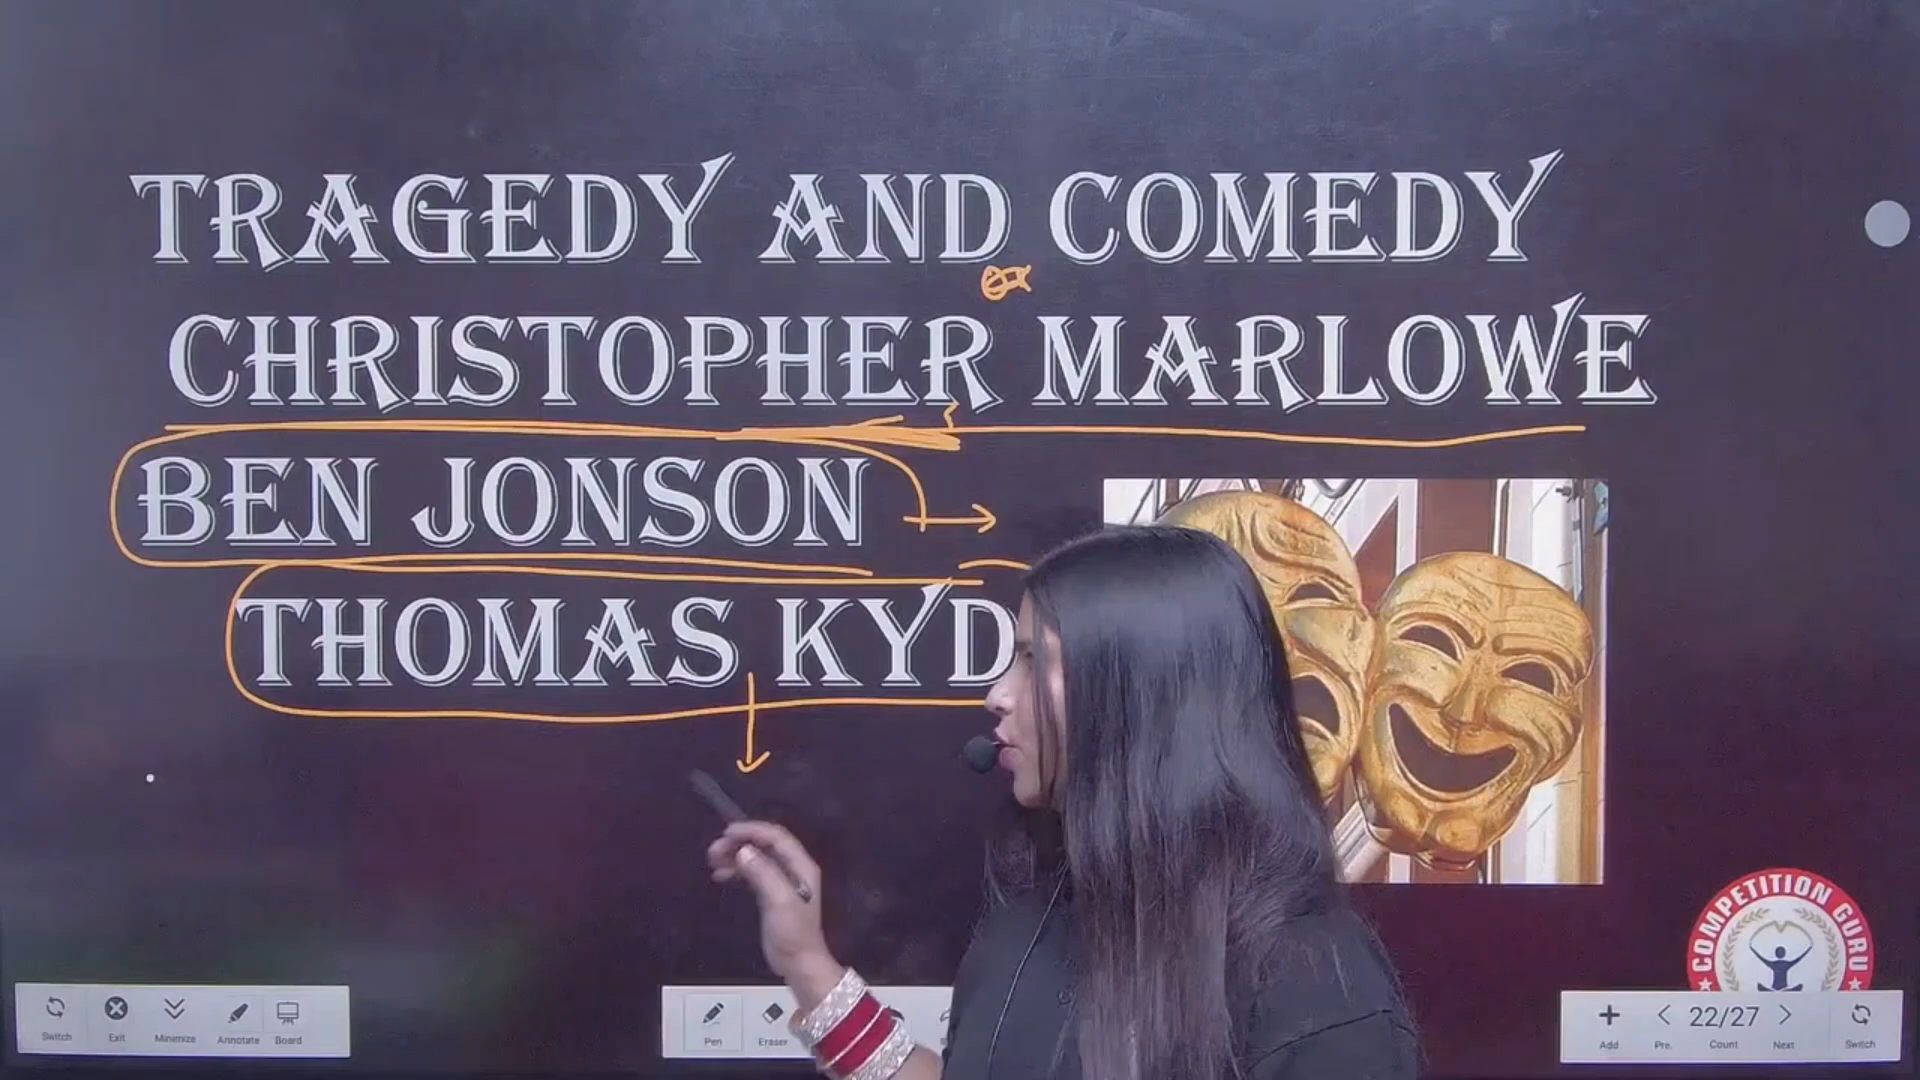 TRAGEDY AND COMEDY
CHRISTOPHER MARLOWE
BEN JONSON
THOMAS KYD
COMPETITION GURU
Switch
Exit
Minimize
Annotate
Board
Pen
Eraser
22/27
Add
Pre.
Count
Next
Switch